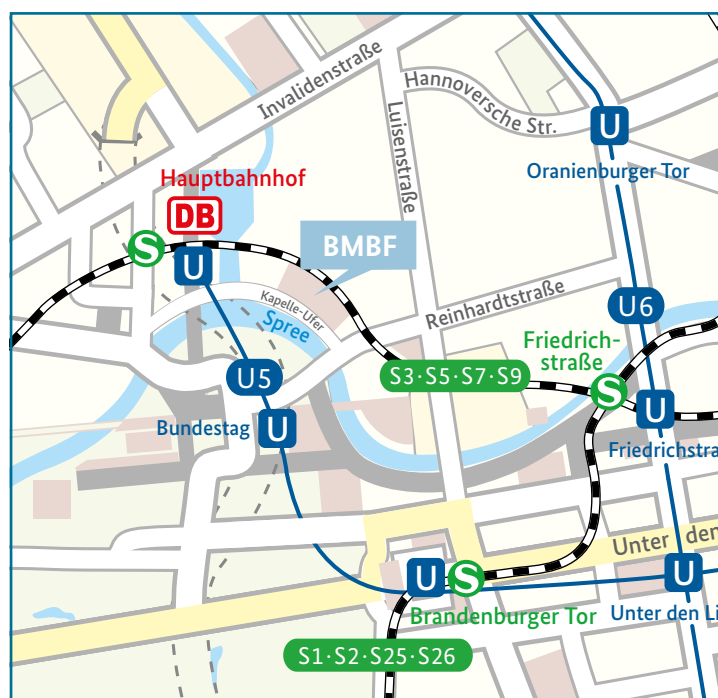 Invalidenstraße
Hannoversche Str.
Luisenstraße
U
Oranienburger Tor
Hauptbahnhof
DB
S
U
BMBF
Kapelle-Ufer
Spree
Reinhardtstraße
U6
Friedrich-
straße
S3·S5·S7·S9
S
U5
Bundestag
U
U
Friedrichstra
Unter den
U
S
U
Brandenburger Tor
Unter den Li
S1·S2·S25·S26